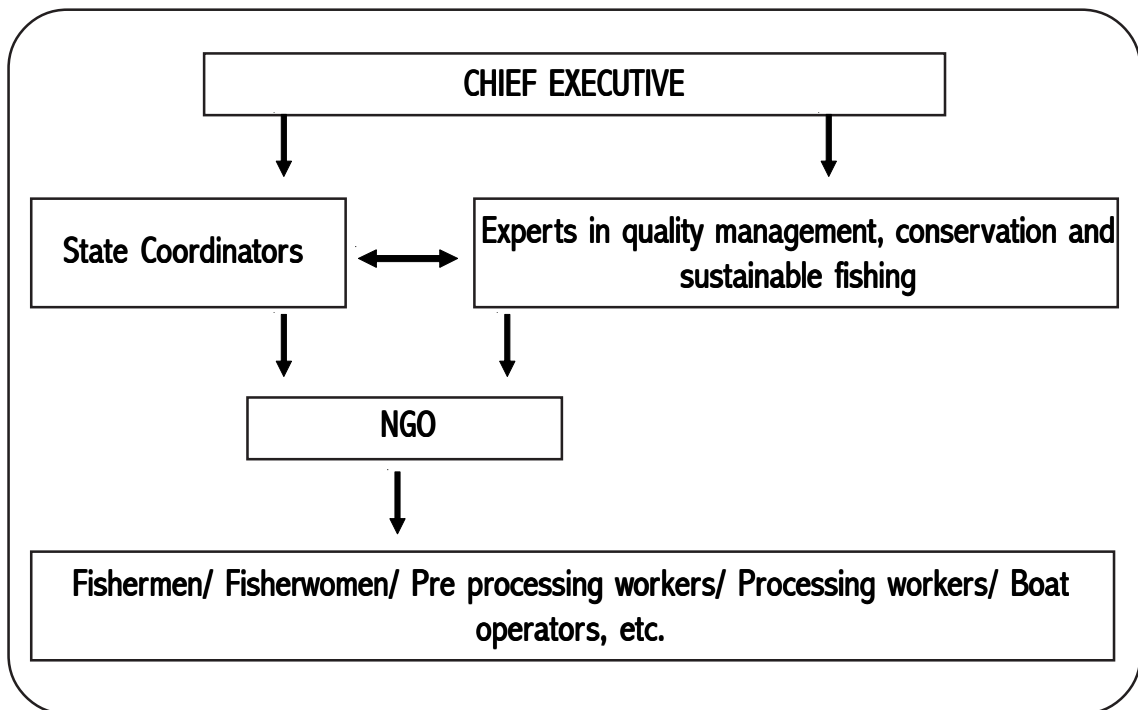 CHIEF EXECUTIVE
State Coordinators
Experts in quality management, conservation and
sustainable fishing
NGO
Fishermen/ Fisherwomen/ Pre processing workers/ Processing workers/ Boat
operators, etc.